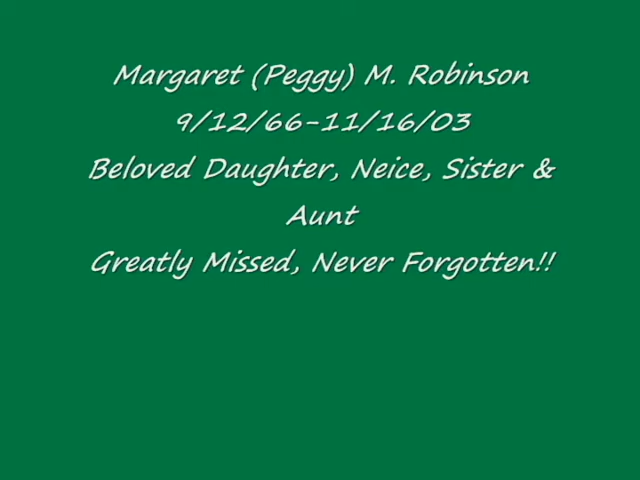 Margaret (Peggy) M. Robinson
9/12/66-11/16/03
Beloved Daughter, Neice, Sister &
Aunt
Greatly Missed, Never Forgotten!!